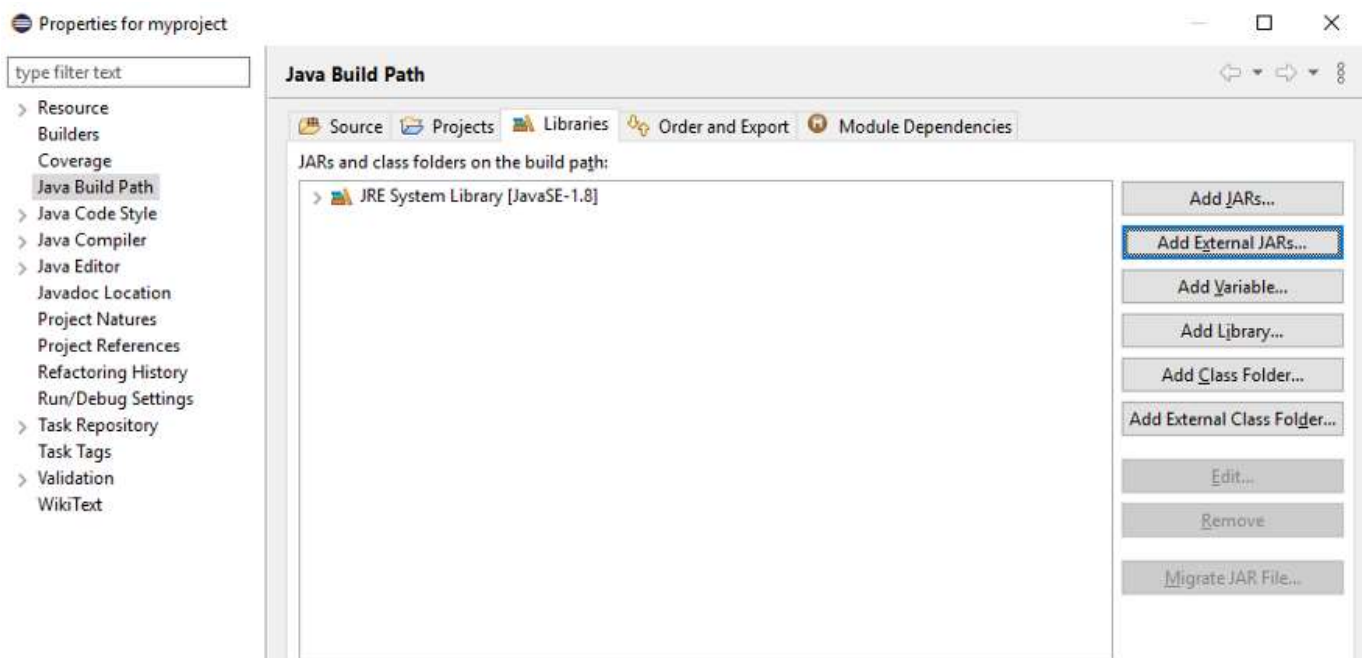 Properties for myproject
type filter text
Java Build Path
Resource
Builders
Coverage
Java Build Path
Java Code Style
Java Compiler
Java Editor
Javadoc Location
Project Natures
Project References
Refactoring History
Run/Debug Settings
Task Repository
Task Tags
Validation
WikiText
Source Projects Libraries Order and Export Module Dependencies
JARs and class folders on the build path:
JRE System Library [JavaSE-1.8]
Add JARs...
Add External JARs...
Add Variable...
Add Library...
Add Class Folder...
Add External Class Folder...
Edit...
Remove
Migrate JAR File...